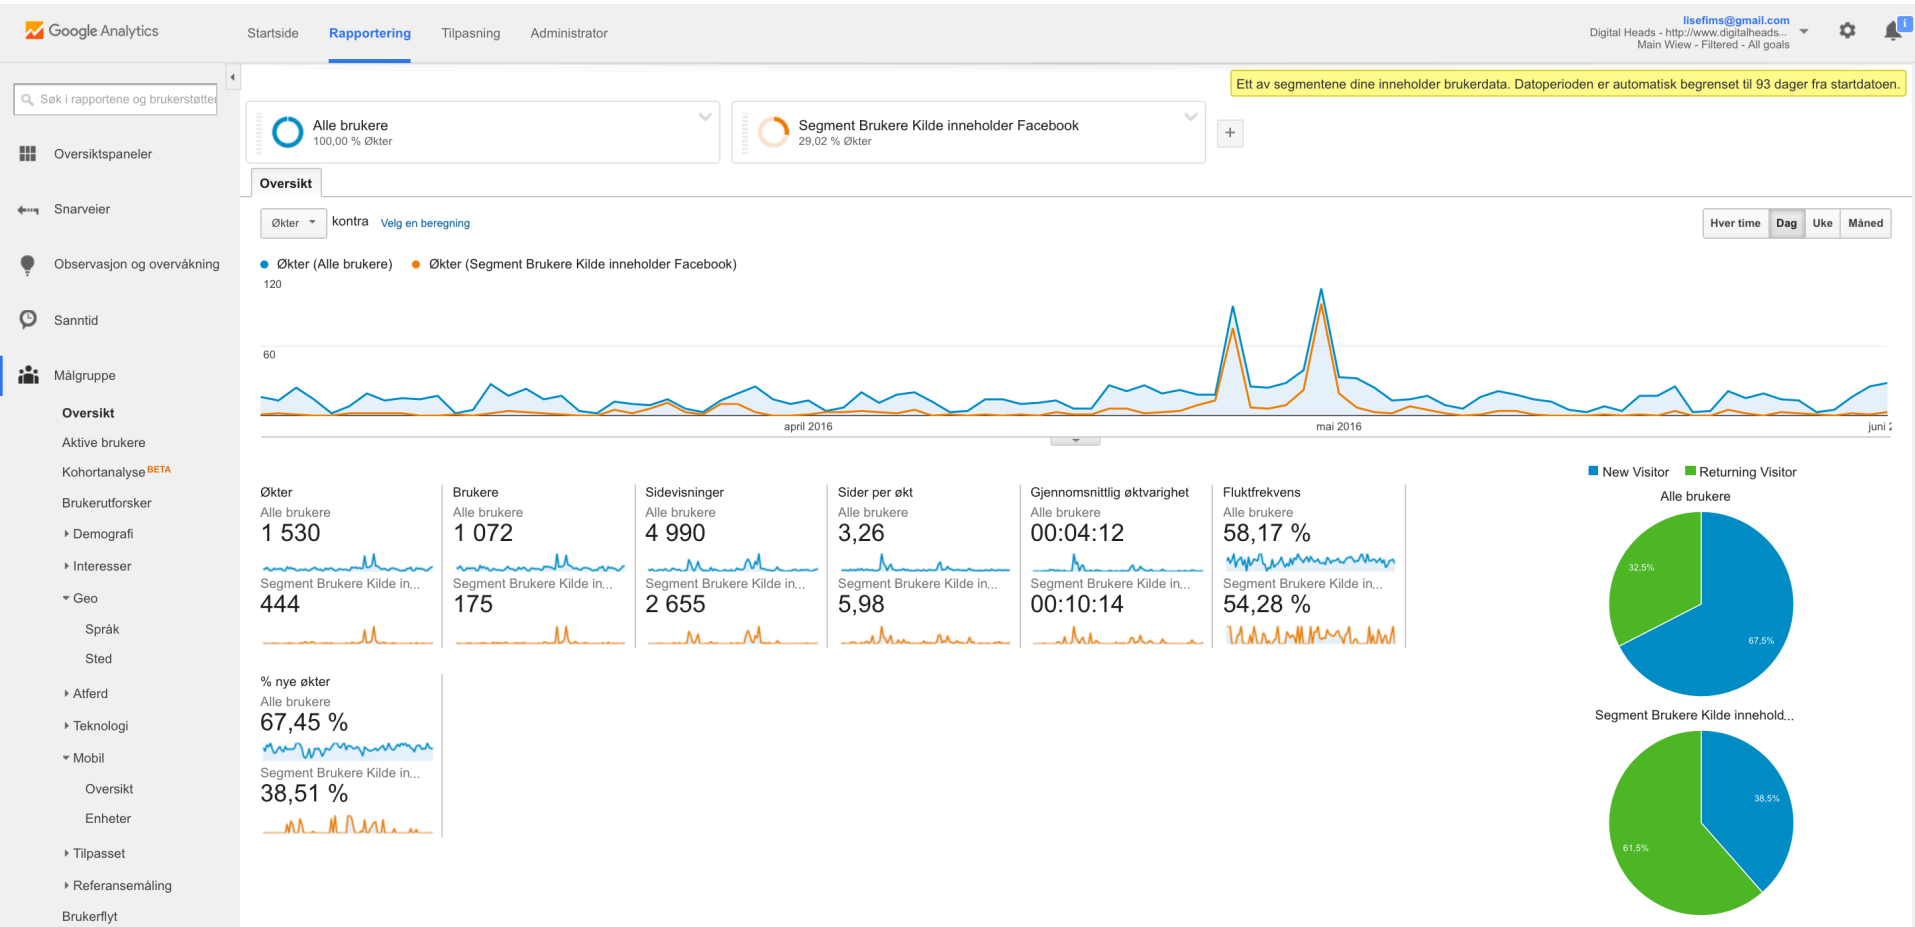 Google Analytics
Startside
Rapportering
Tilpasning
Administrator
lisefims@gmail.com
Digital Heads - http://www.digitalheads...
Main Wiew - Filtered - All goals
i
Søk i rapportene og brukerstøtte
Ett av segmentene dine inneholder brukerdata. Datoperioden er automatisk begrenset til 93 dager fra startdatoen.
Alle brukere
100,00 % Økter
Segment Brukere Kilde inneholder Facebook
29,02 % Økter
+
Oversiktspaneler
Snarveier
Observasjon og overvåkning
Sanntid
Målgruppe
Oversikt
Aktive brukere
Kohortanalyse BETA
Brukerutforsker
Demografi
Interesser
Geo
Språk
Sted
Atferd
Teknologi
Mobil
Oversikt
Enheter
Tilpasset
Referansemåling
Brukerflyt
Oversikt
Økter kontra Velg en beregning
Hver time Dag Uke Måned
Økter (Alle brukere) Økter (Segment Brukere Kilde inneholder Facebook)
120
60
april 2016
mai 2016
juni
Økter
Alle brukere
1 530
Segment Brukere Kilde in...
444
Brukere
Alle brukere
1 072
Segment Brukere Kilde in...
175
Sidevisninger
Alle brukere
4 990
Segment Brukere Kilde in...
2 655
Sider per økt
Alle brukere
3,26
Segment Brukere Kilde in...
5,98
Gjennomsnittlig øktvarighet
Alle brukere
00:04:12
Segment Brukere Kilde in...
00:10:14
Fluktfrekvens
Alle brukere
58,17 %
Segment Brukere Kilde in...
54,28 %
% nye økter
Alle brukere
67,45 %
Segment Brukere Kilde in...
38,51 %
New Visitor Returning Visitor
Alle brukere
32,5%
67,5%
Segment Brukere Kilde innehold...
38,5%
61,5%